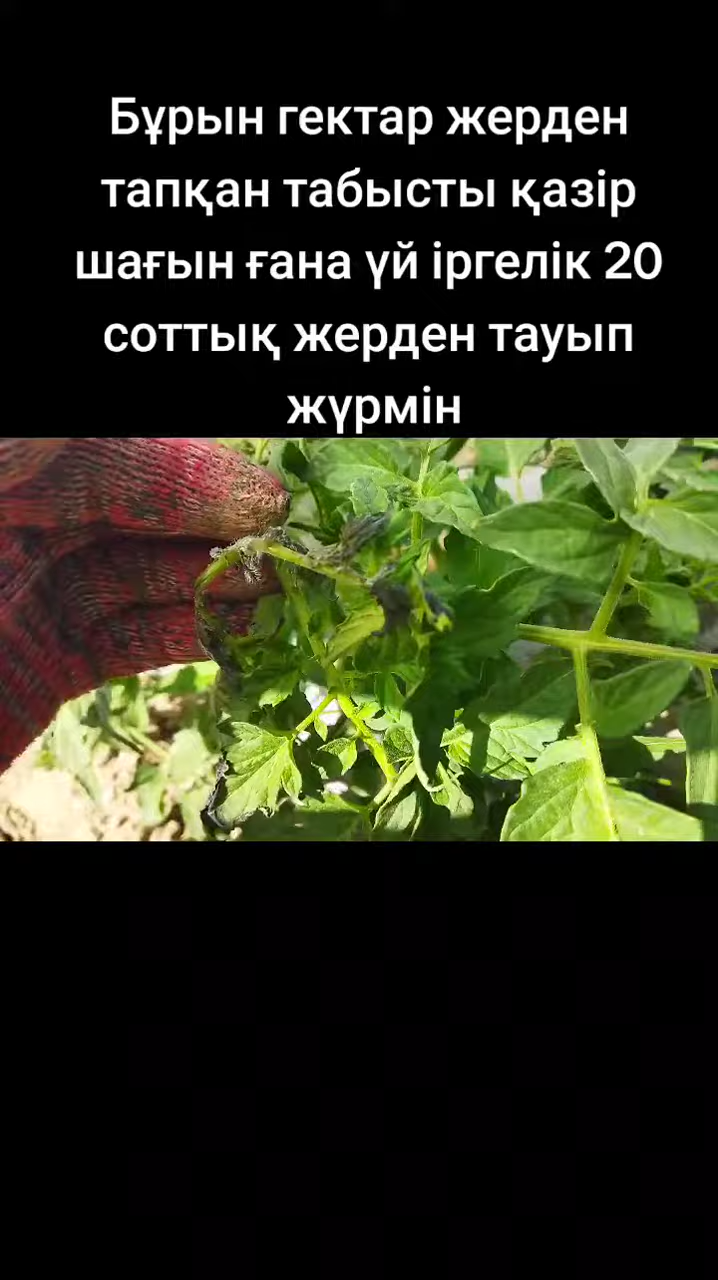 Бұрын гектар жерден
тапқан табысты қазір
шағын ғана үй іргелік 20
соттық жерден тауып
жүрмін